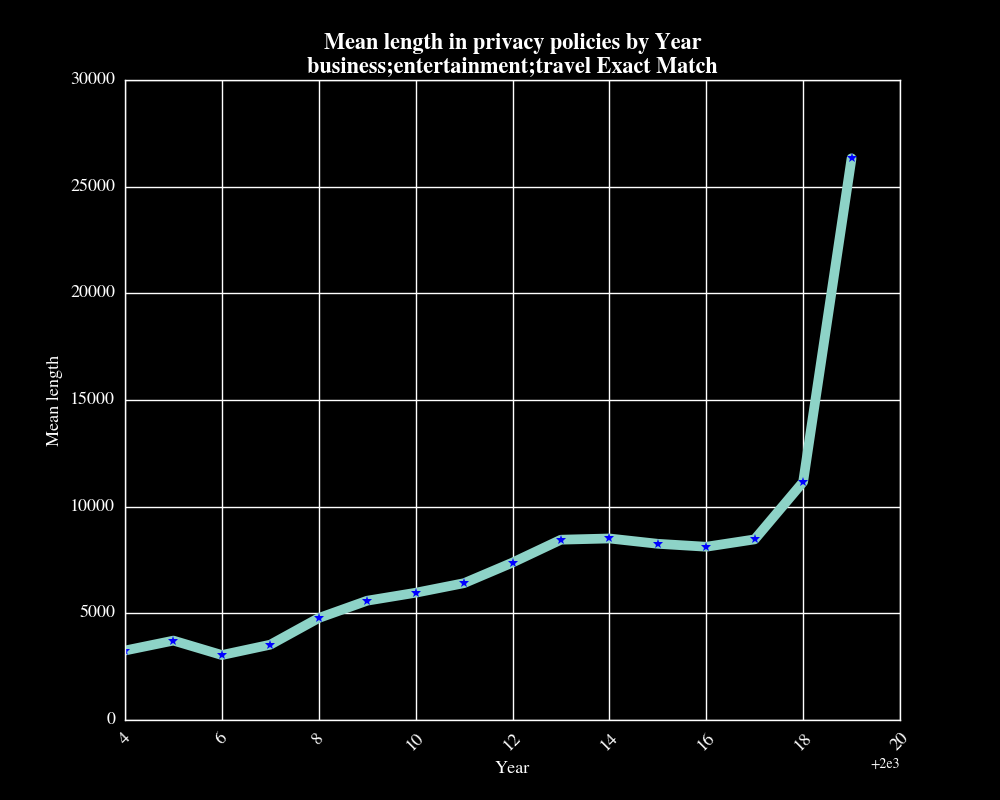 Mean length in privacy policies by Year
business;entertainment;travel Exact Match
30000
25000
20000
15000
10000
5000
0
Mean length
4 6 8 10 12 14 16 18 20
Year
+2e3